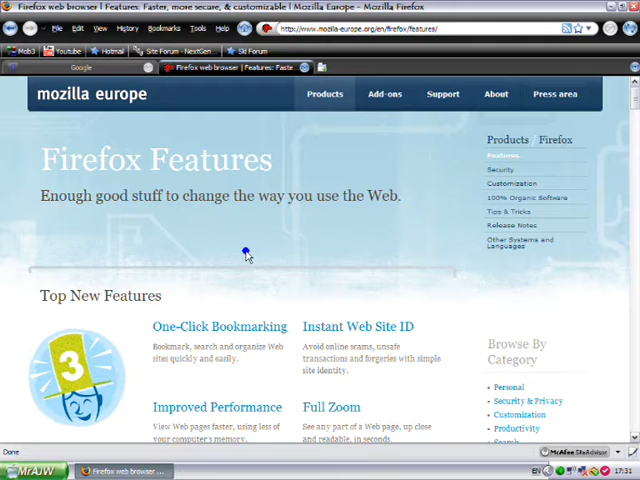 Firefox web browser | Features: Faster, more secure, & customizable | Mozilla Europe - Mozilla Firefox
File Edit View History Bookmarks Tools Help
http://www.mozilla-europe.org/en/firefox/features/
Mob3 Youtube Hotmail Site Forum - NextGen... Ski Forum
Google Firefox web browser | Features: Faste...
mozilla europe Products Add-ons Support About Press area
Products / Firefox
Features
Security
Customization
100% Organic Software
Tips & Tricks
Release Notes
Other Systems and
Languages
Firefox Features
Enough good stuff to change the way you use the Web.
Top New Features
3
One-Click Bookmarking
Bookmark, search and organize Web
sites quickly and easily.
Instant Web Site ID
Avoid online scams, unsafe
transactions and forgeries with simple
site identity.
Improved Performance
View Web pages faster, using less of
your computer's memory.
Full Zoom
See any part of a Web page, up close
and readable, in seconds.
Browse By
Category
Personal
Security & Privacy
Customization
Productivity
Search
Done McAfee SiteAdvisor
MrAJW Firefox web browser ... EN 17:31